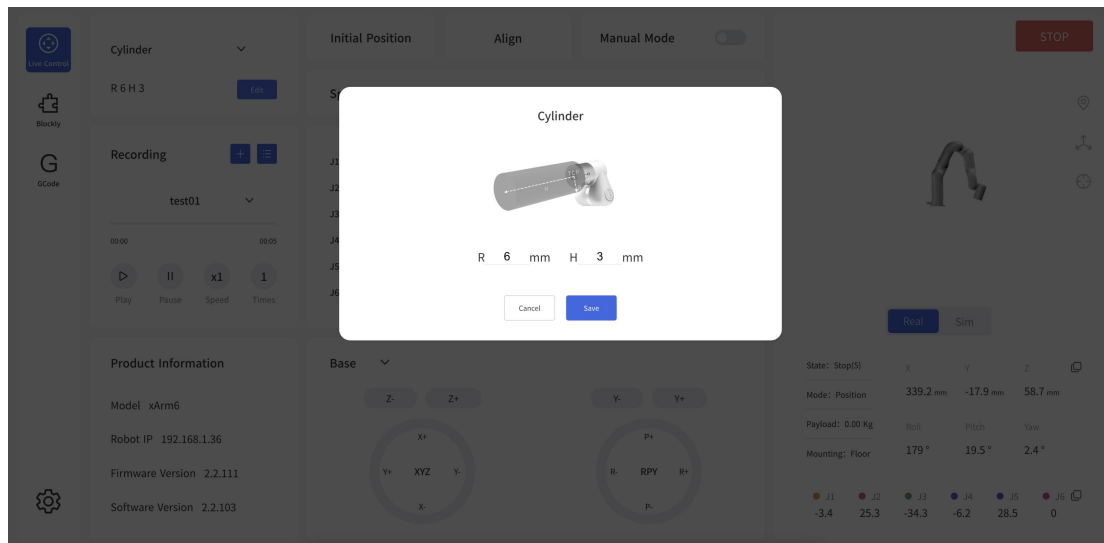 Live Control
Blockly
G
GCode
Cylinder
R 6 H 3
Edit
Recording
test01
00:00
00:05
x1
1
Play
Pause
Speed
Times
Product Information
Model xArm6
Robot IP 192.168.1.36
Firmware Version 2.2.111
Software Version 2.2.103
Initial Position
Align
Manual Mode
J1
J2
J3
J4
J5
J6
Cylinder
TCP
H
R 6 mm H 3 mm
Cancel
Save
Base
Z-
Z+
X+
Y+
XYZ
Y-
X-
Y-
Y+
P+
R-
RPY
R+
P-
STOP
Real
Sim
State: Stop(5)
Mode: Position
Payload: 0.00 Kg
Mounting: Floor
X Y Z
339.2 mm -17.9 mm 58.7 mm
Roll Pitch Yaw
179 ° 19.5 ° 2.4 °
J1 J2 J3 J4 J5 J6
-3.4 25.3 -34.3 -6.2 28.5 0